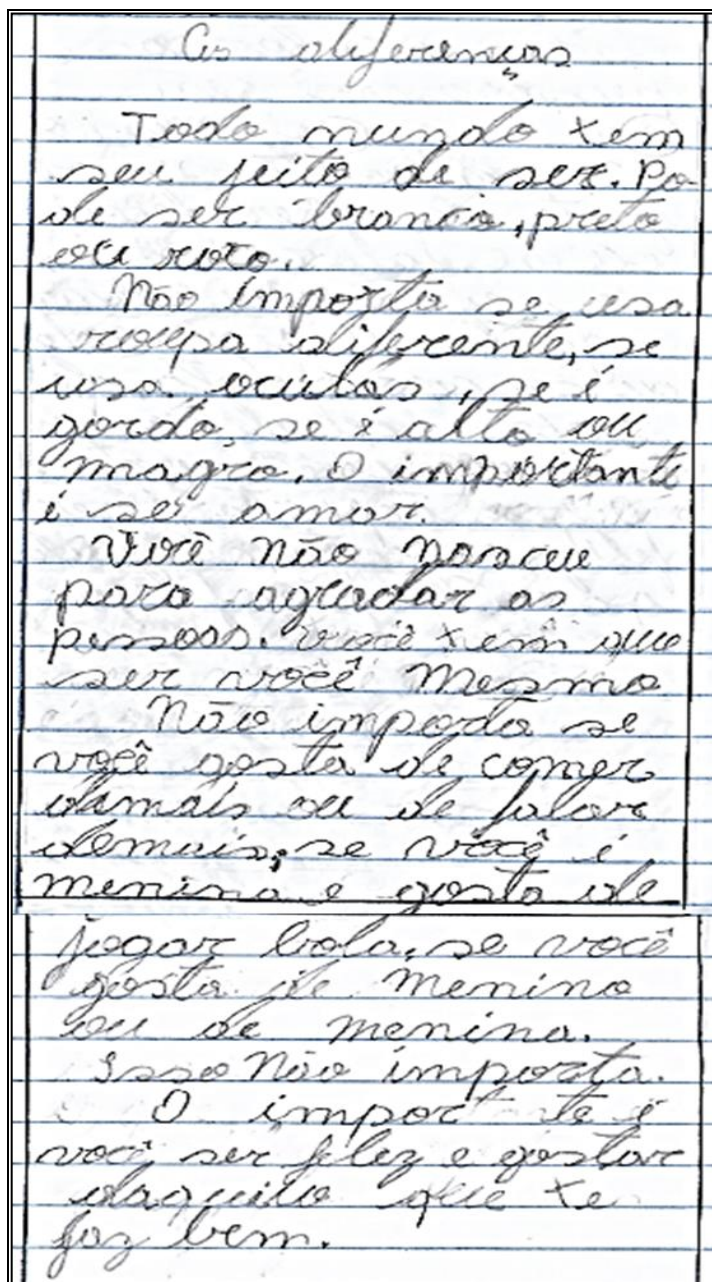 As diferenças
Todo mundo tem
seu jeito de ser. Po
de ser branco, preto
ou roxo.
Não importa se usa
roupa diferente, se
usa oculos, se é
gordo, se é alto ou
magro. O importante
é ser amor.
Você não nasceu
para agradar as
pessoas. você tem que
ser você mesmo
Não importa se
você gosta de comer
demais ou de falar
demais, se você é
menina e gosta de
jogar bola, se você
gosta de menino
ou de menina.
Isso Não importa.
O importante é
você ser feliz e gostar
daquilo que te
faz bem.